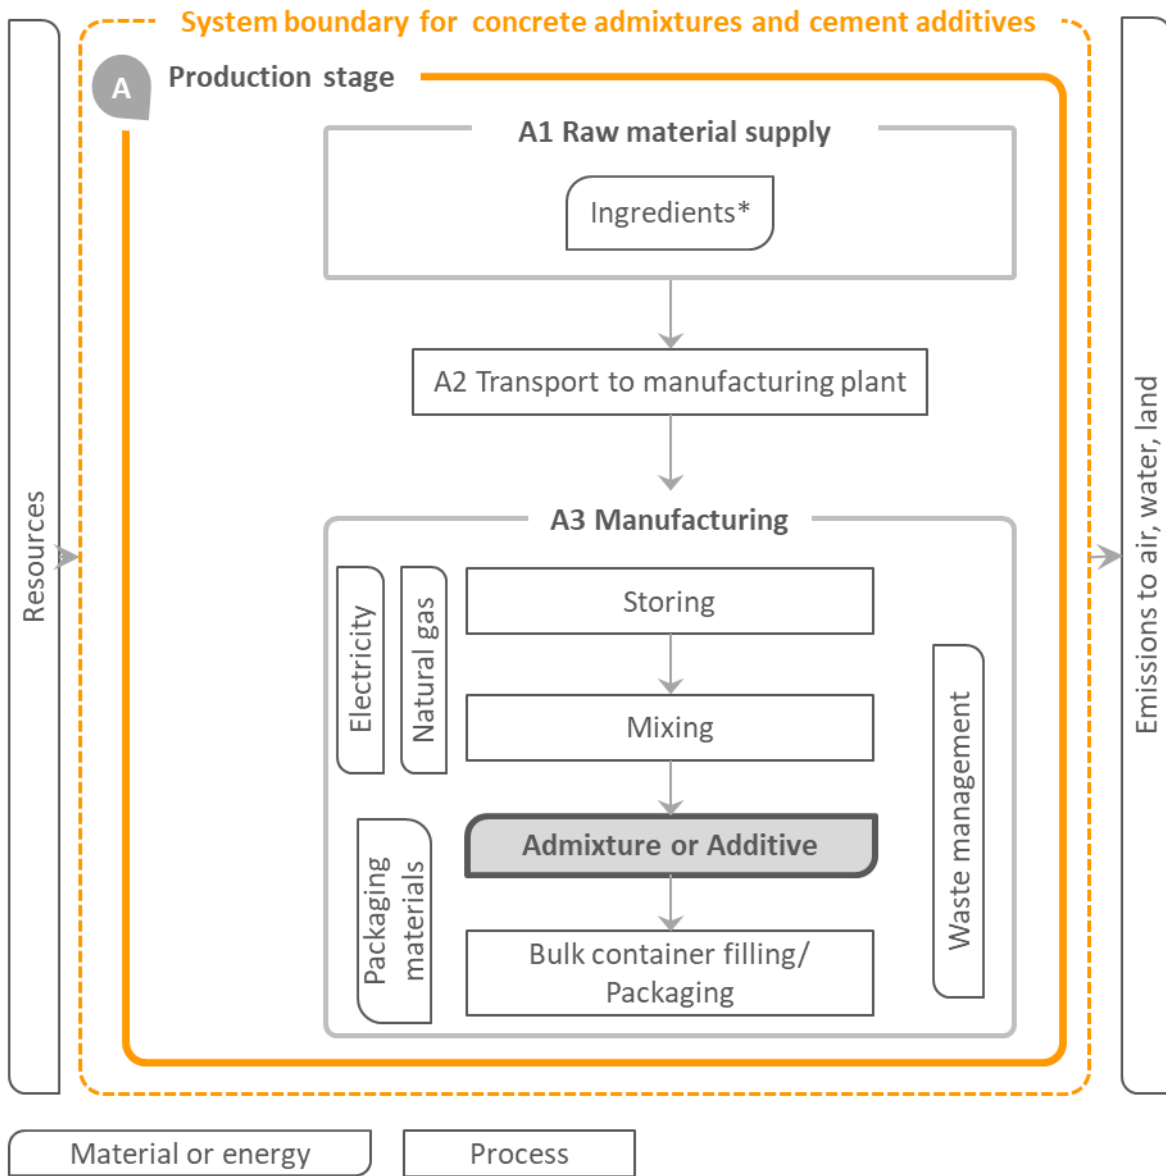 System boundary for concrete admixtures and cement additives
A
Production stage
A1 Raw material supply
Ingredients*
A2 Transport to manufacturing plant
A3 Manufacturing
Storing
Electricity
Natural gas
Mixing
Admixture or Additive
Packaging
materials
Bulk container filling/
Packaging
Waste management
Resources
Emissions to air, water, land
Material or energy
Process